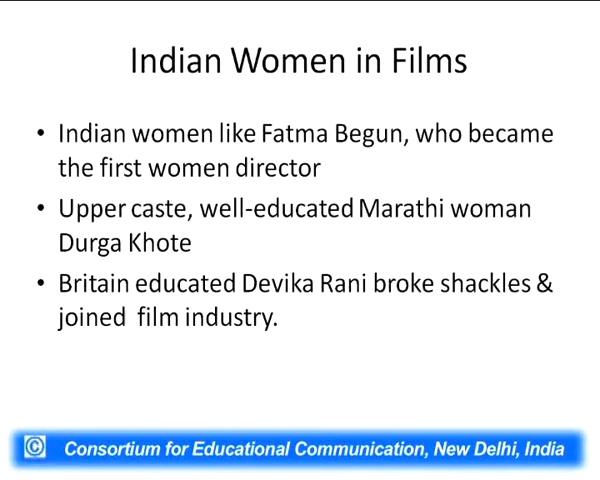 Indian Women in Films
• Indian women like Fatma Begun, who became
the first women director
• Upper caste, well-educated Marathi woman
Durga Khote
• Britain educated Devika Rani broke shackles &
joined film industry.
© Consortium for Educational Communication, New Delhi, India